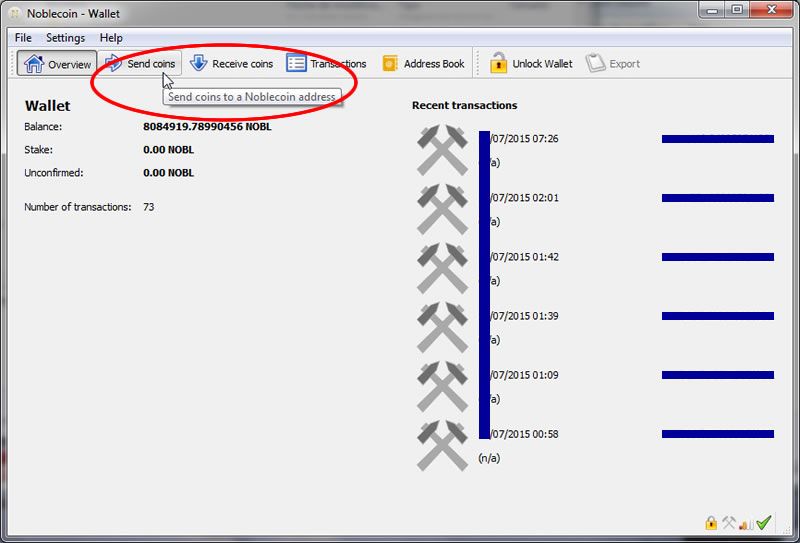 Noblecoin - Wallet
File Settings Help
Overview Send coins Receive coins Transactions Address Book Unlock Wallet Export
Send coins to a Noblecoin address
Wallet
Balance: 8084919.78990456 NOBL
Stake: 0.00 NOBL
Unconfirmed: 0.00 NOBL
Number of transactions: 73
Recent transactions
/07/2015 07:26
/a)
/07/2015 02:01
/a)
/07/2015 01:42
/a)
/07/2015 01:39
/a)
/07/2015 01:09
/a)
/07/2015 00:58
(n/a)